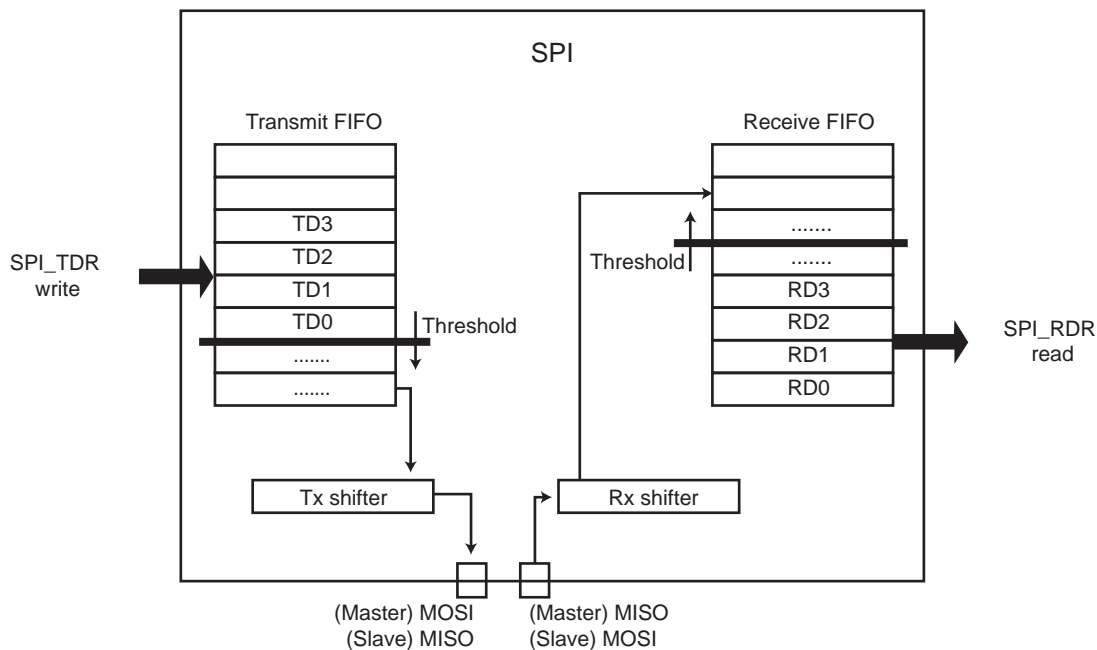 SPI
Transmit FIFO
TD3
TD2
TD1
TD0
.......
.......
SPI_TDR
write
Threshold
Receive FIFO
.......
.......
RD3
RD2
RD1
RD0
Threshold
SPI_RDR
read
Tx shifter
Rx shifter
(Master) MOSI
(Slave) MISO
(Master) MISO
(Slave) MOSI